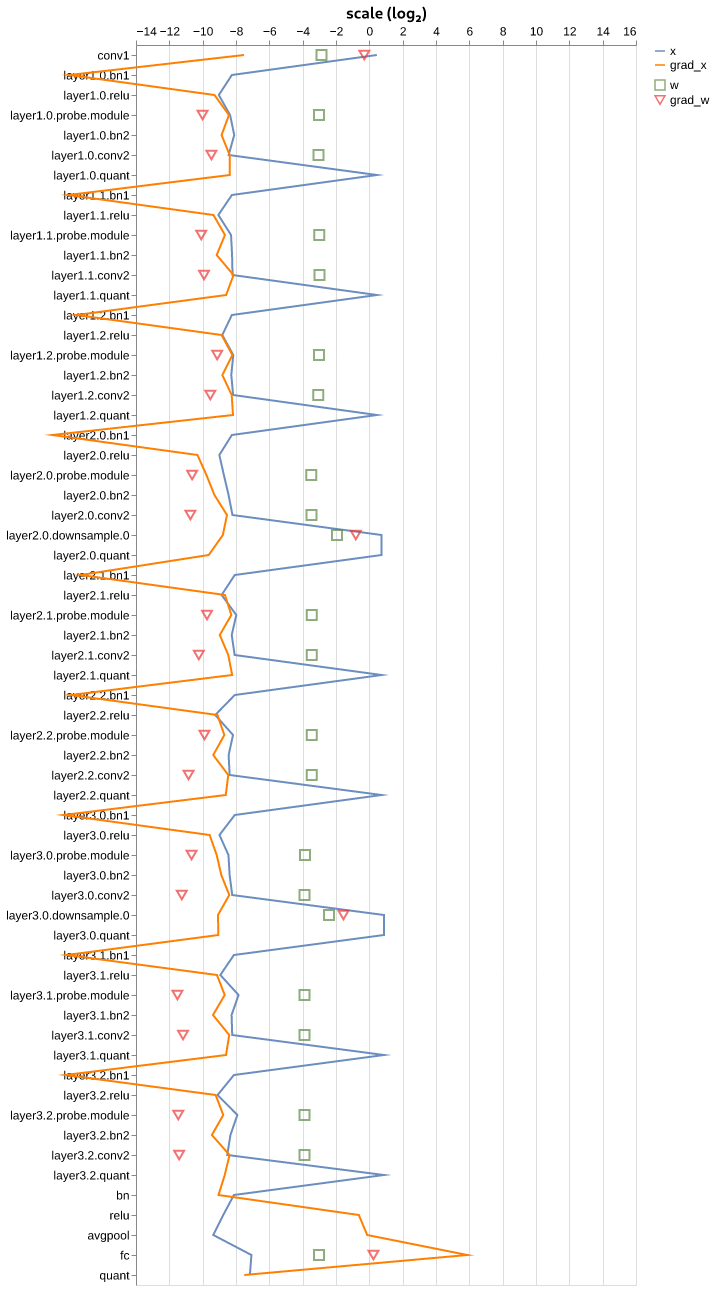 scale (log₂)
−14 −12 −10 −8 −6 −4 −2 0 2 4 6 8 10 12 14 16
conv1
layer1.0.bn1
layer1.0.relu
layer1.0.probe.module
layer1.0.bn2
layer1.0.conv2
layer1.0.quant
layer1.1.bn1
layer1.1.relu
layer1.1.probe.module
layer1.1.bn2
layer1.1.conv2
layer1.1.quant
layer1.2.bn1
layer1.2.relu
layer1.2.probe.module
layer1.2.bn2
layer1.2.conv2
layer1.2.quant
layer2.0.bn1
layer2.0.relu
layer2.0.probe.module
layer2.0.bn2
layer2.0.conv2
layer2.0.downsample.0
layer2.0.quant
layer2.1.bn1
layer2.1.relu
layer2.1.probe.module
layer2.1.bn2
layer2.1.conv2
layer2.1.quant
layer2.2.bn1
layer2.2.relu
layer2.2.probe.module
layer2.2.bn2
layer2.2.conv2
layer2.2.quant
layer3.0.bn1
layer3.0.relu
layer3.0.probe.module
layer3.0.bn2
layer3.0.conv2
layer3.0.downsample.0
layer3.0.quant
layer3.1.bn1
layer3.1.relu
layer3.1.probe.module
layer3.1.bn2
layer3.1.conv2
layer3.1.quant
layer3.2.bn1
layer3.2.relu
layer3.2.probe.module
layer3.2.bn2
layer3.2.conv2
layer3.2.quant
bn
relu
avgpool
fc
quant
x
grad_x
w
grad_w